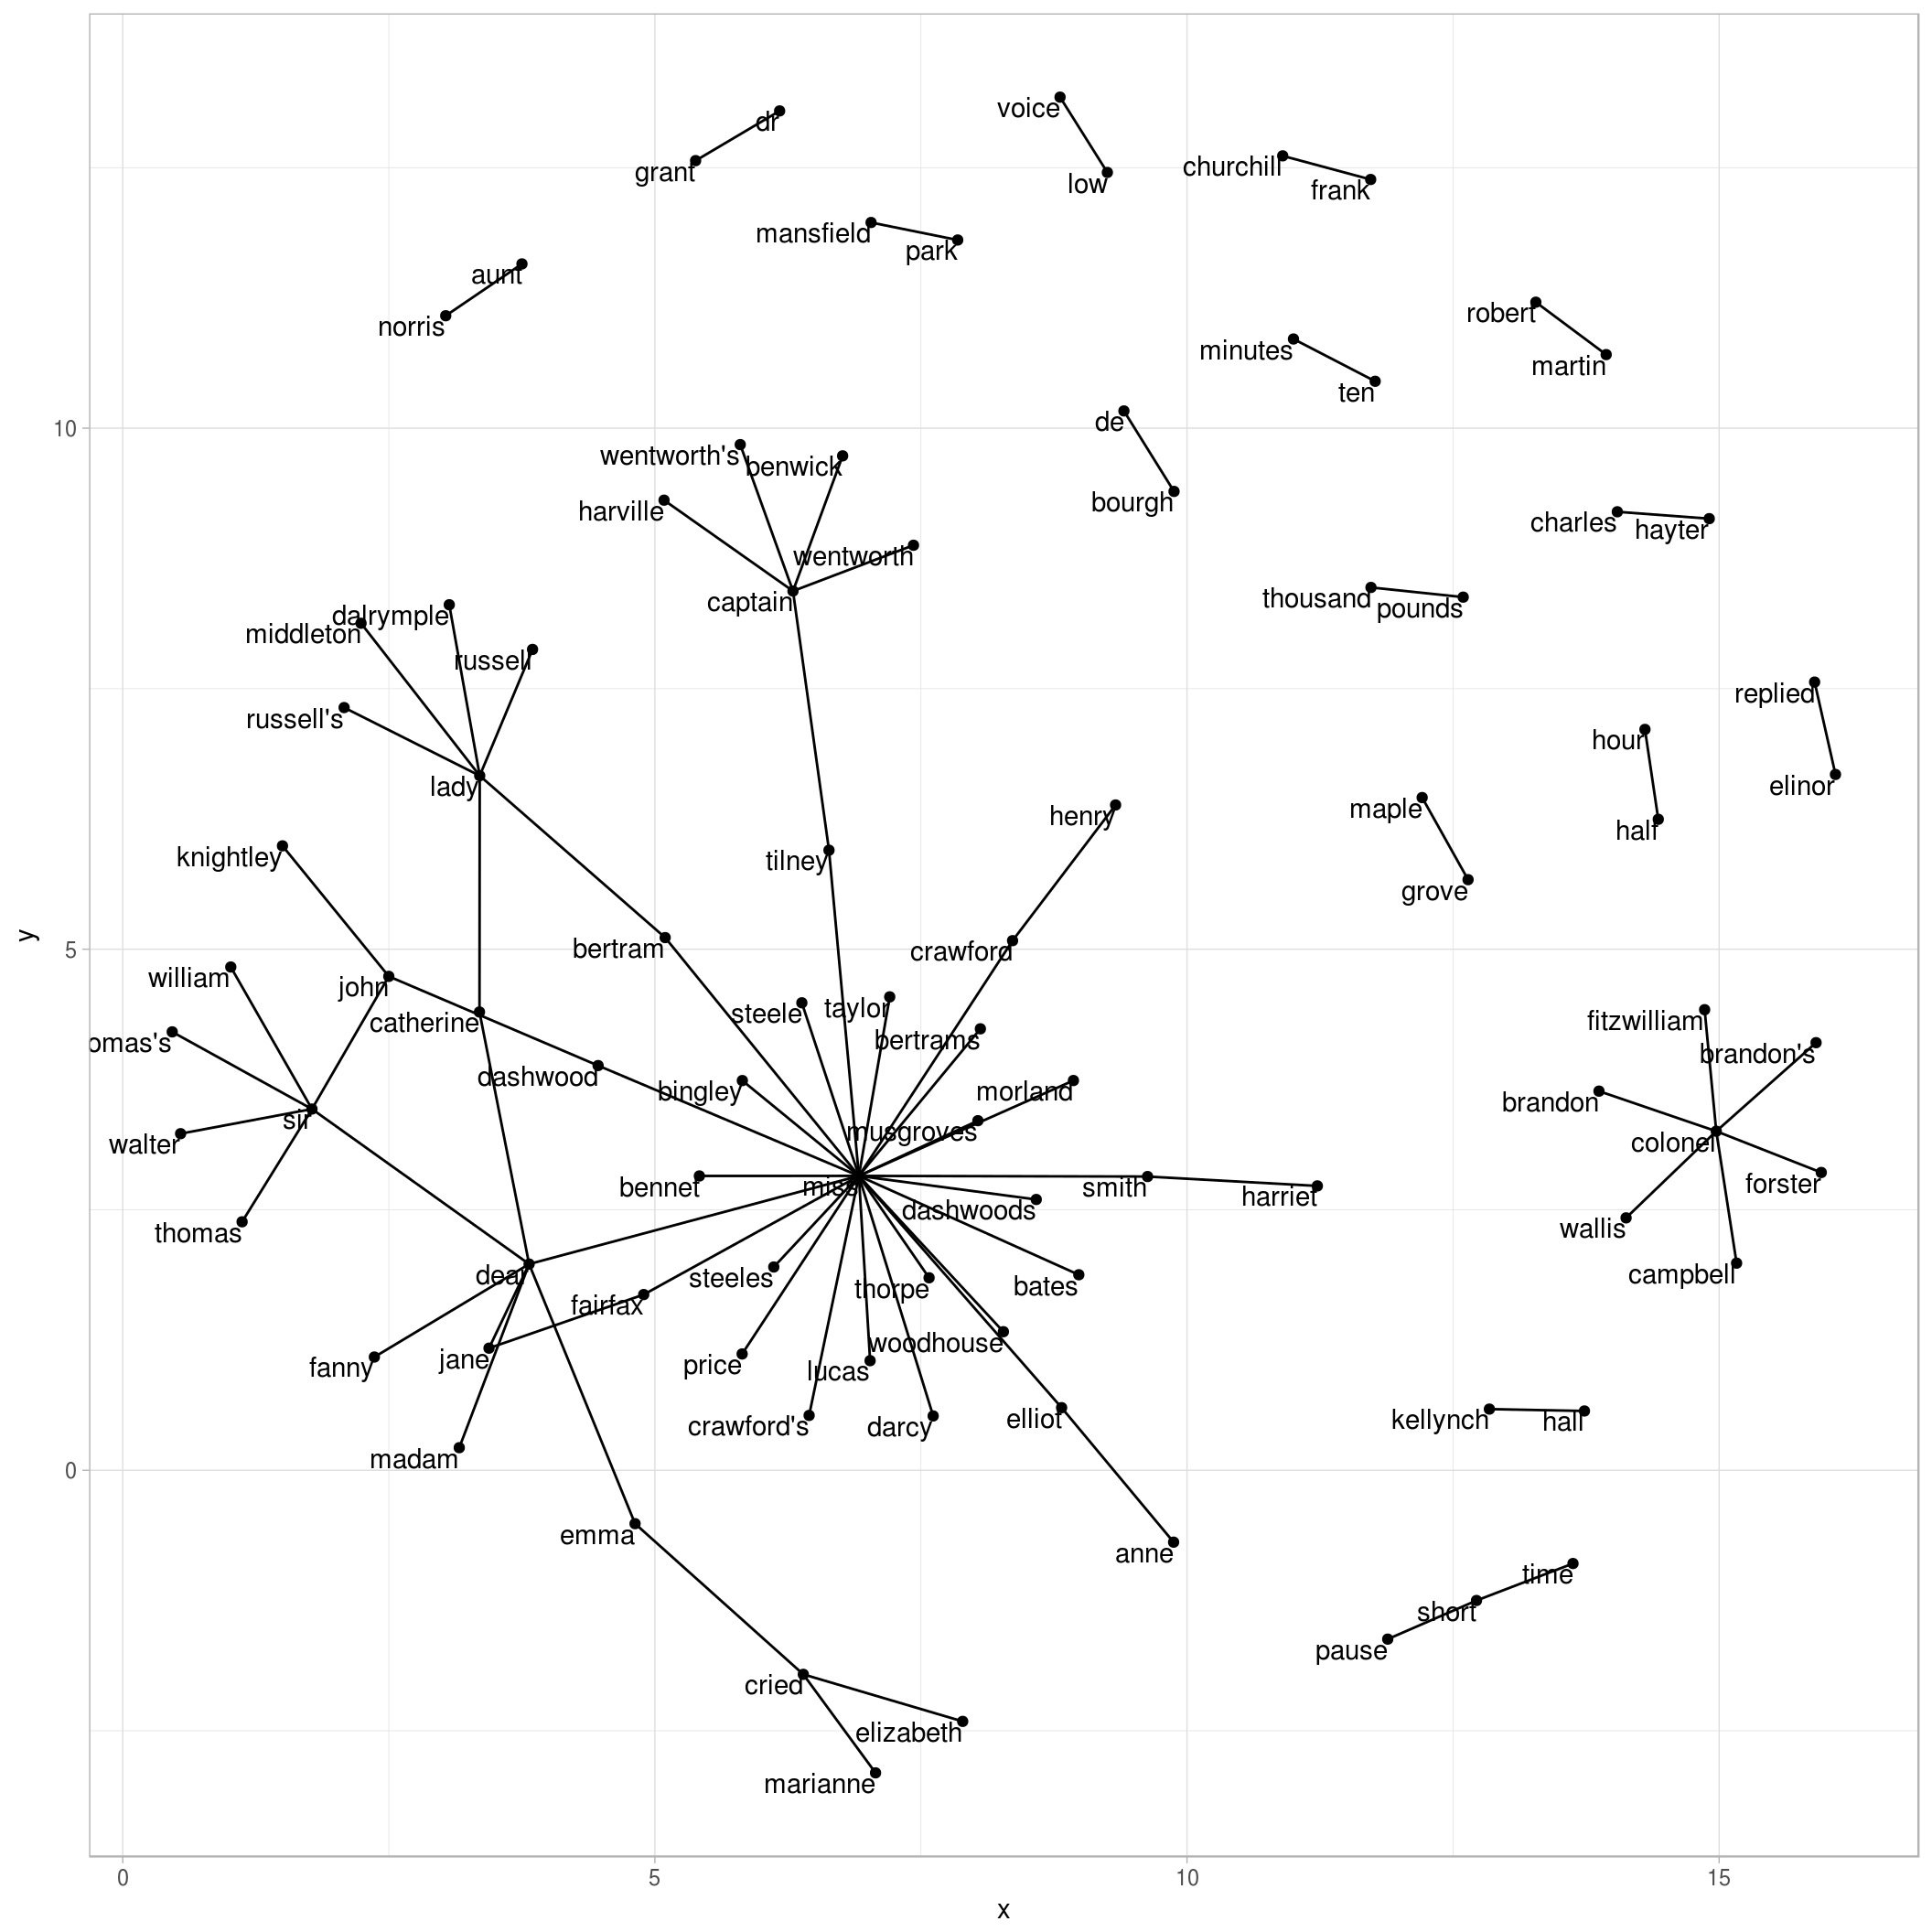 voice
dr
churchill
grant
low
frank
mansfield
park
aunt
robert
norris
minutes
martin
ten
de
10
wentworth's
benwick
bourgh
harville
charles
hayter
wentworth
thousand
captain
pounds
dalrymple
middleton
russell
replied
russell's
hour
elinor
lady
maple
henry
half
knightley
tilney
grove
y
5
bertram
crawford
william
john
taylor
steele
fitzwilliam
catherine
bertrams
omas's
brandon's
dashwood
bingley
morland
brandon
sir
musgroves
walter
colonel
forster
miss
bennet
smith
harriet
dashwoods
wallis
thomas
dear
steeles
campbell
bates
thorpe
fairfax
woodhouse
jane
price
fanny
lucas
elliot
kellynch
hall
crawford's
darcy
madam
0
emma
anne
time
short
pause
cried
elizabeth
marianne
0
5
10
15
x